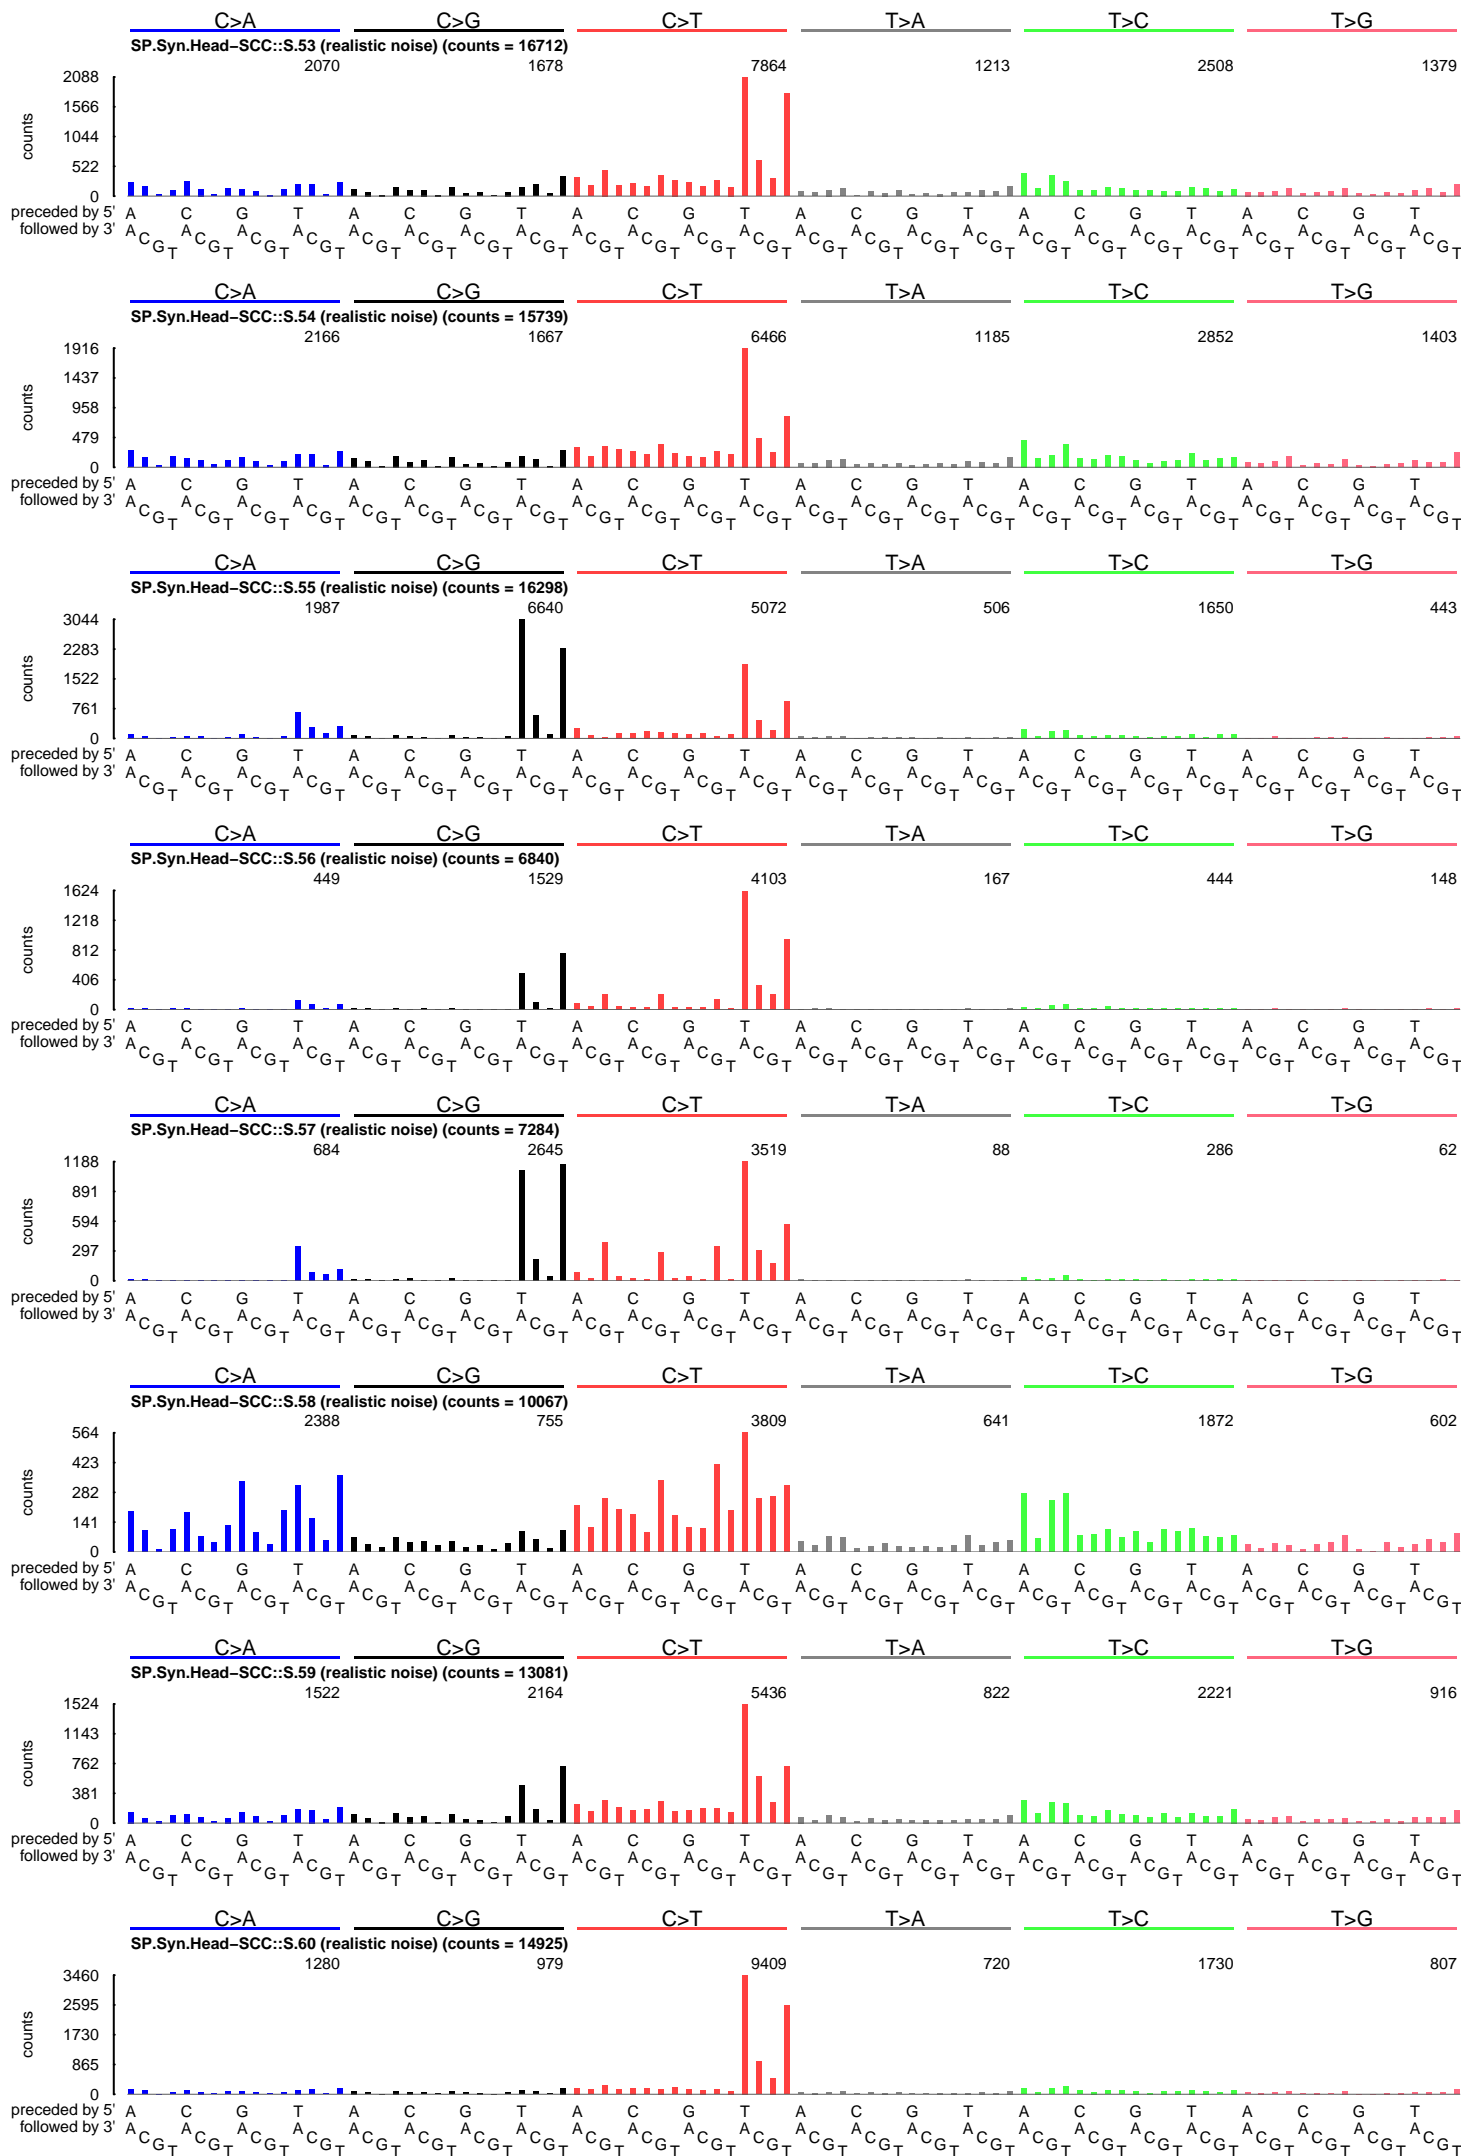 C>A C>G C>T T>A T>C T>G
SP.Syn.Head−SCC::S.53 (realistic noise) (counts = 16712)
2070 1678 7864 1213 2508 1379
2088
1566
1044
522
0
counts
preceded by 5' A C G T A C G T A C G T A C G T A C G T A C G T
followed by 3' A C G T A C G T A C G T A C G T A C G T A C G T A C G T A C G T A C G T A C G T A C G T A C G T A C G T A C G T A C G T A C G T A C G T A C G T A C G T A C G T A C G T A C G T A C G T A C G T
C>A C>G C>T T>A T>C T>G
SP.Syn.Head−SCC::S.54 (realistic noise) (counts = 15739)
2166 1667 6466 1185 2852 1403
1916
1437
958
479
0
counts
preceded by 5' A C G T A C G T A C G T A C G T A C G T A C G T
followed by 3' A C G T A C G T A C G T A C G T A C G T A C G T A C G T A C G T A C G T A C G T A C G T A C G T A C G T A C G T A C G T A C G T A C G T A C G T A C G T A C G T A C G T A C G T A C G T A C G T
C>A C>G C>T T>A T>C T>G
SP.Syn.Head−SCC::S.55 (realistic noise) (counts = 16298)
1987 6640 5072 506 1650 443
3044
2283
1522
761
0
counts
preceded by 5' A C G T A C G T A C G T A C G T A C G T A C G T
followed by 3' A C G T A C G T A C G T A C G T A C G T A C G T A C G T A C G T A C G T A C G T A C G T A C G T A C G T A C G T A C G T A C G T A C G T A C G T A C G T A C G T A C G T A C G T A C G T A C G T
C>A C>G C>T T>A T>C T>G
SP.Syn.Head−SCC::S.56 (realistic noise) (counts = 6840)
449 1529 4103 167 444 148
1624
1218
812
406
0
counts
preceded by 5' A C G T A C G T A C G T A C G T A C G T A C G T
followed by 3' A C G T A C G T A C G T A C G T A C G T A C G T A C G T A C G T A C G T A C G T A C G T A C G T A C G T A C G T A C G T A C G T A C G T A C G T A C G T A C G T A C G T A C G T A C G T A C G T
C>A C>G C>T T>A T>C T>G
SP.Syn.Head−SCC::S.57 (realistic noise) (counts = 7284)
684 2645 3519 88 286 62
1188
891
594
297
0
counts
preceded by 5' A C G T A C G T A C G T A C G T A C G T A C G T
followed by 3' A C G T A C G T A C G T A C G T A C G T A C G T A C G T A C G T A C G T A C G T A C G T A C G T A C G T A C G T A C G T A C G T A C G T A C G T A C G T A C G T A C G T A C G T A C G T A C G T
C>A C>G C>T T>A T>C T>G
SP.Syn.Head−SCC::S.58 (realistic noise) (counts = 10067)
2388 755 3809 641 1872 602
564
423
282
141
0
counts
preceded by 5' A C G T A C G T A C G T A C G T A C G T A C G T
followed by 3' A C G T A C G T A C G T A C G T A C G T A C G T A C G T A C G T A C G T A C G T A C G T A C G T A C G T A C G T A C G T A C G T A C G T A C G T A C G T A C G T A C G T A C G T A C G T A C G T
C>A C>G C>T T>A T>C T>G
SP.Syn.Head−SCC::S.59 (realistic noise) (counts = 13081)
1522 2164 5436 822 2221 916
1524
1143
762
381
0
counts
preceded by 5' A C G T A C G T A C G T A C G T A C G T A C G T
followed by 3' A C G T A C G T A C G T A C G T A C G T A C G T A C G T A C G T A C G T A C G T A C G T A C G T A C G T A C G T A C G T A C G T A C G T A C G T A C G T A C G T A C G T A C G T A C G T A C G T
C>A C>G C>T T>A T>C T>G
SP.Syn.Head−SCC::S.60 (realistic noise) (counts = 14925)
1280 979 9409 720 1730 807
3460
2595
1730
865
0
counts
preceded by 5' A C G T A C G T A C G T A C G T A C G T A C G T
followed by 3' A C G T A C G T A C G T A C G T A C G T A C G T A C G T A C G T A C G T A C G T A C G T A C G T A C G T A C G T A C G T A C G T A C G T A C G T A C G T A C G T A C G T A C G T A C G T A C G T